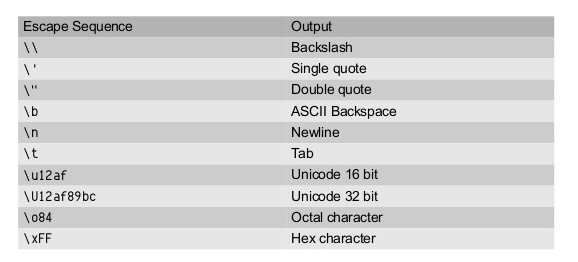 Escape Sequence Output
\\ Backslash
\' Single quote
\" Double quote
\b ASCII Backspace
\n Newline
\t Tab
\u12af Unicode 16 bit
\U12af89bc Unicode 32 bit
\o84 Octal character
\xFF Hex character